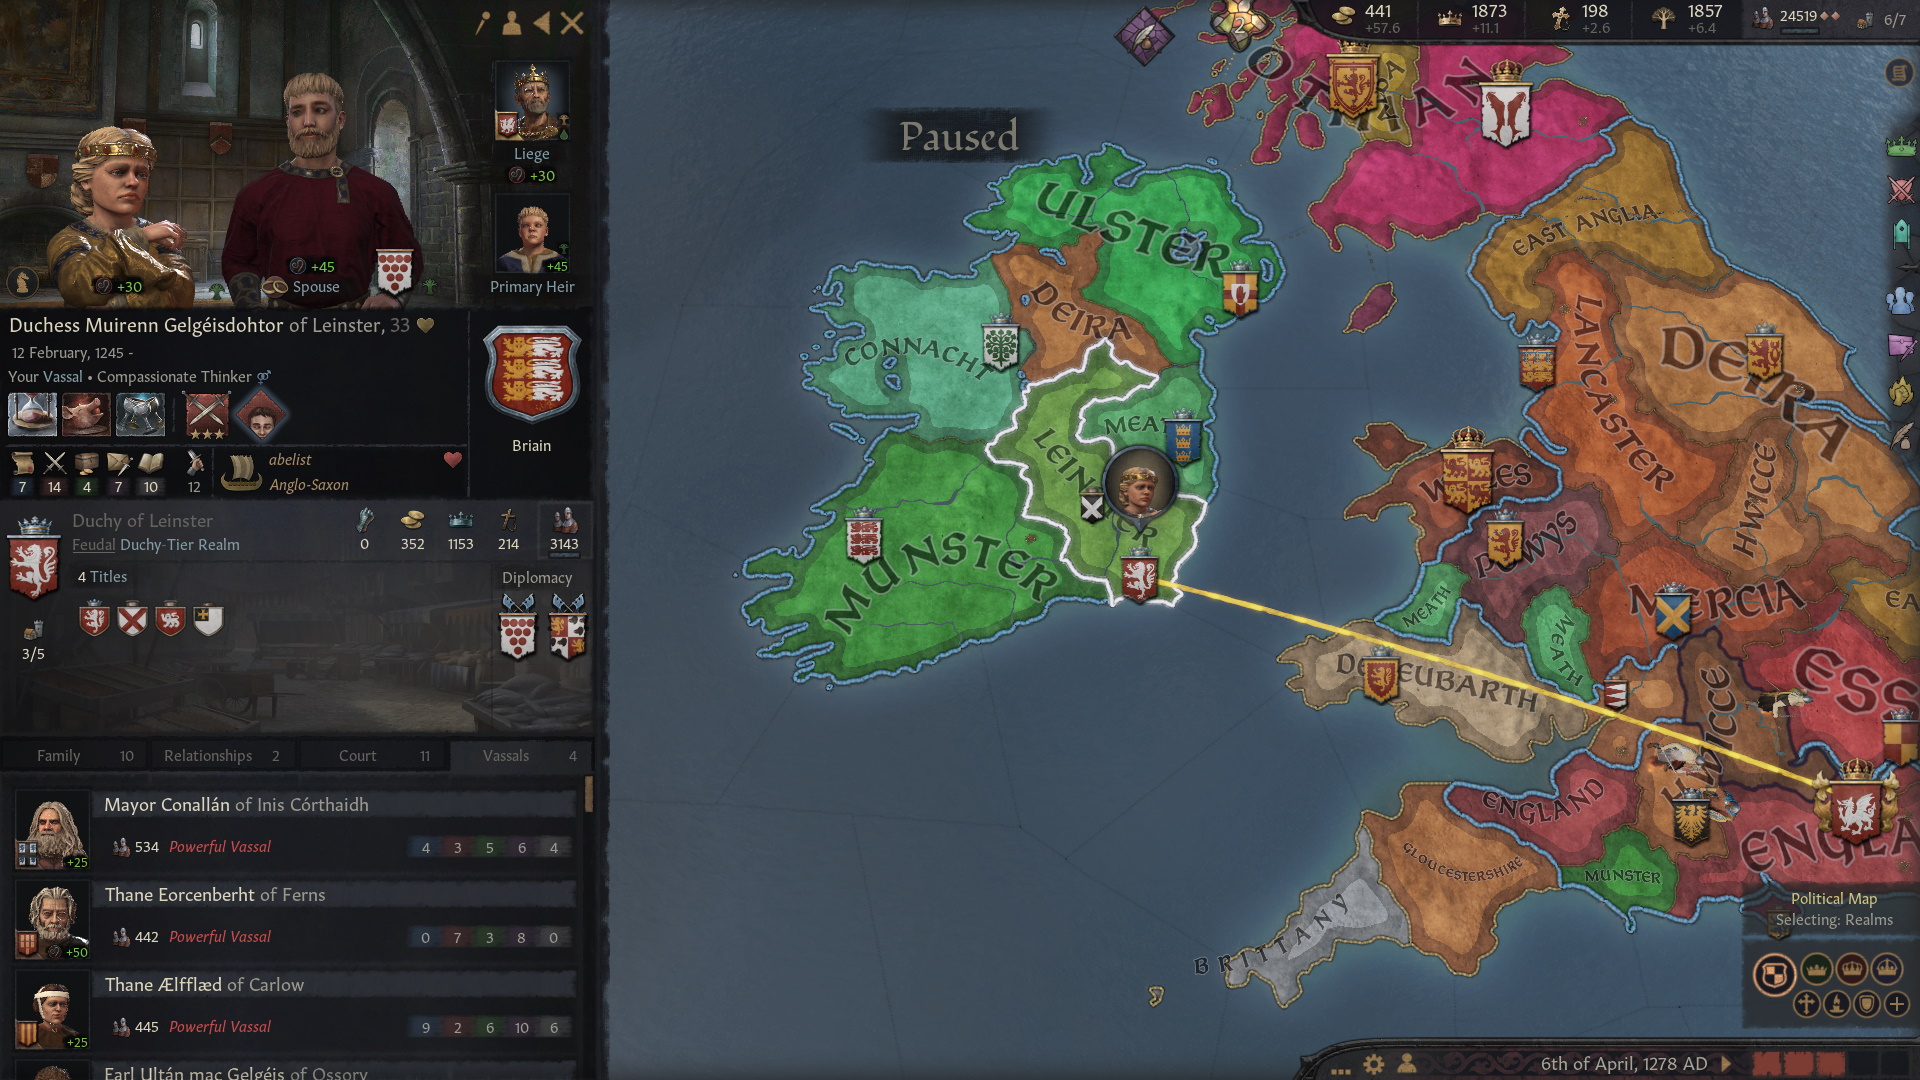 441
+57.6
1873
+11.1
198
+2.6
1857
+6.4
24519
6/7
2
Paused
Liege
+30
+30
+45
Spouse
+45
Primary Heir
Duchess Muirenn Gelgéisdohtor of Leinster, 33
12 February, 1245 -
Your Vassal • Compassionate Thinker
7
14
4
7
10
12
abelist
Anglo-Saxon
Briain
Duchy of Leinster
Feudal Duchy-Tier Realm
0
352
1153
214
3143
4 Titles
Diplomacy
3/5
Family 10
Relationships 2
Court 11
Vassals 4
Mayor Conallán of Inis Córthaidh
534 Powerful Vassal
4 3 5 6 4
+25
Thane Eorcenberht of Ferns
442 Powerful Vassal
0 7 3 8 0
+50
Thane Ælfflæd of Carlow
445 Powerful Vassal
9 2 6 10 6
+25
Earl Ultán mac Gelgéis of Ossory
ULSTER
DEIRA
CONNACHT
MEA
LEIN
ER
MUNSTER
EAST ANGLIA
LANCASTER
DEIRA
HWICCE
WALES
POWYS
MEATH
MERCIA
EA
MEATH
DEHEUBARTH
HWICCE
ESS
ENGLAND
ENGLA
GLOUCESTERSHIRE
MUNSTER
BRITTANY
Political Map
Selecting: Realms
6th of April, 1278 AD